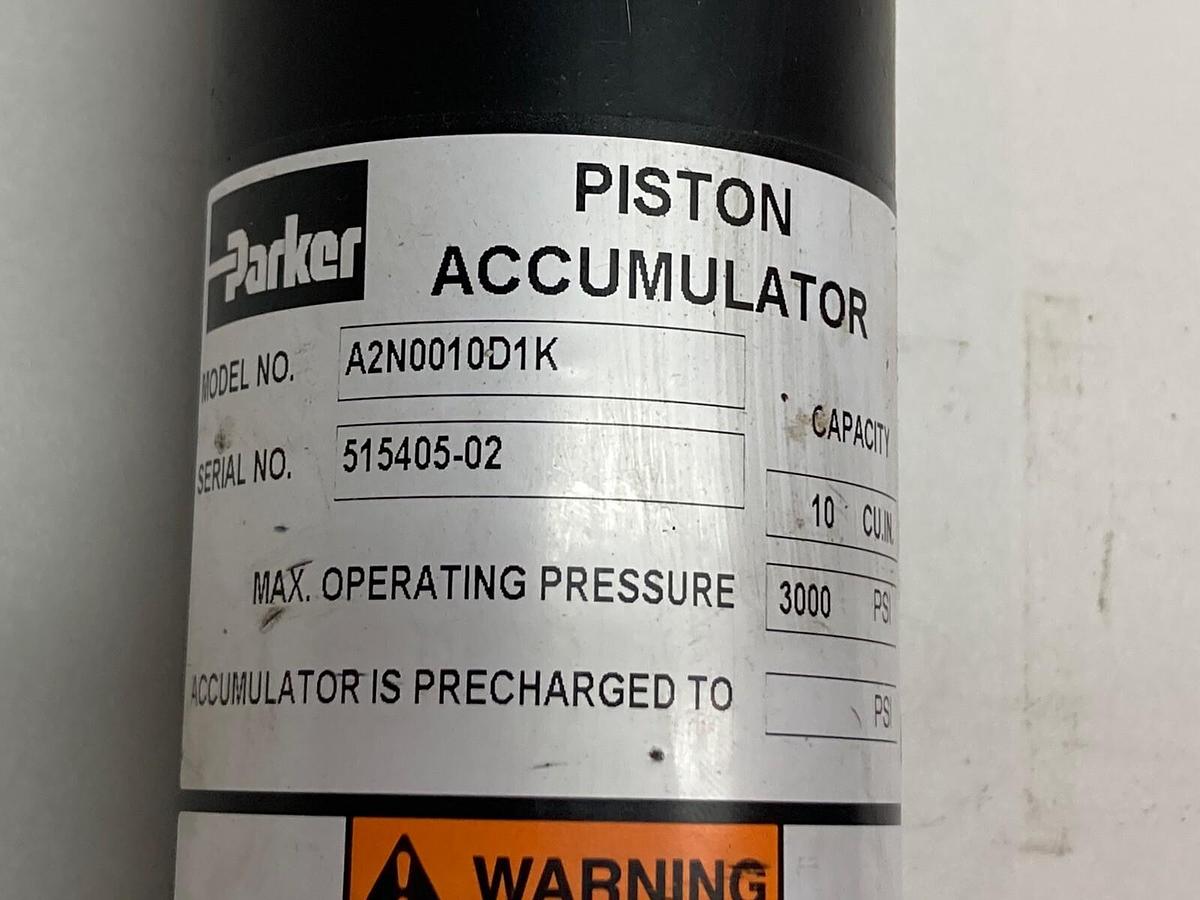 Parker
PISTON
ACCUMULATOR
MODEL NO. A2N0010D1K
SERIAL NO. 515405-02
CAPACITY
10 CU.IN.
MAX. OPERATING PRESSURE 3000 PSI
ACCUMULATOR IS PRECHARGED TO PSI
WARNING